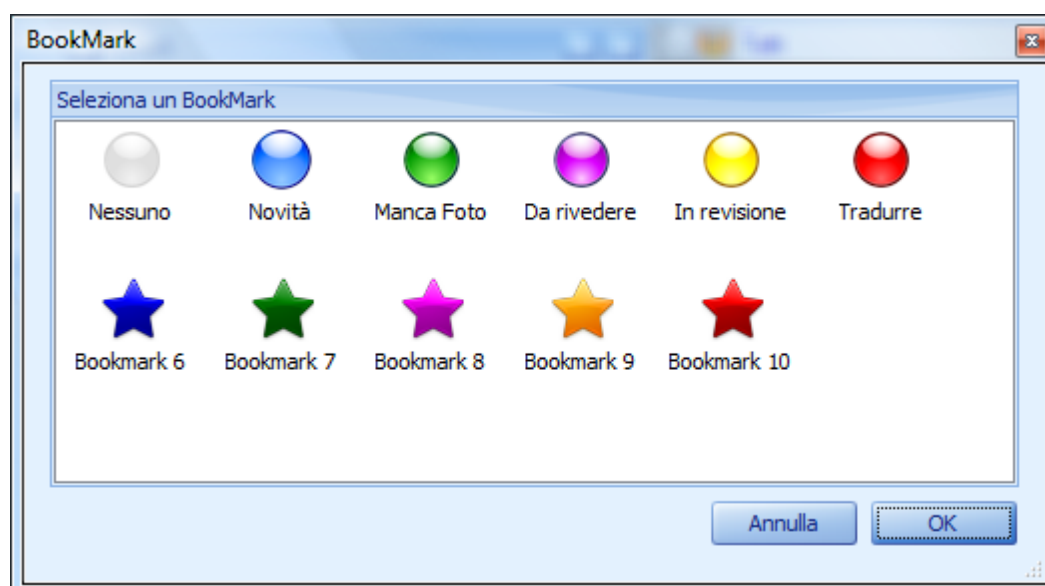 BookMark
Seleziona un BookMark
Nessuno Novità Manca Foto Da rivedere In revisione Tradurre
Bookmark 6 Bookmark 7 Bookmark 8 Bookmark 9 Bookmark 10
Annulla OK